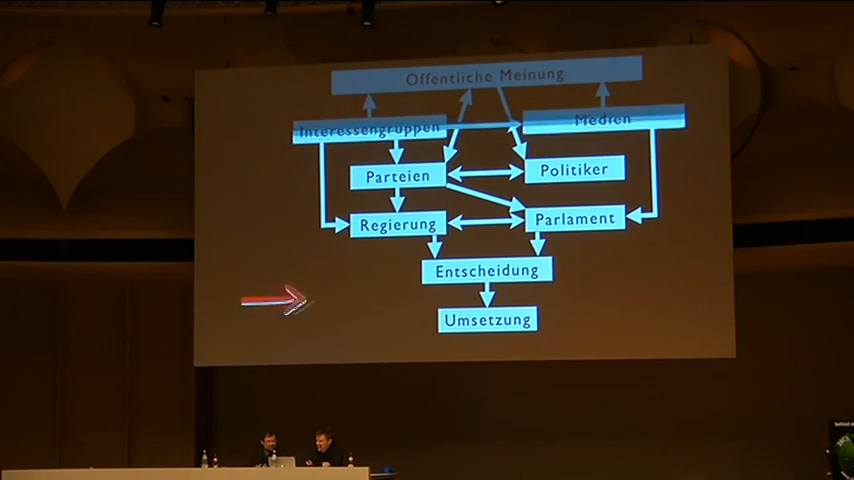 Öffentliche Meinung
Interessengruppen
Medien
Parteien
Politiker
Regierung
Parlament
Entscheidung
Umsetzung